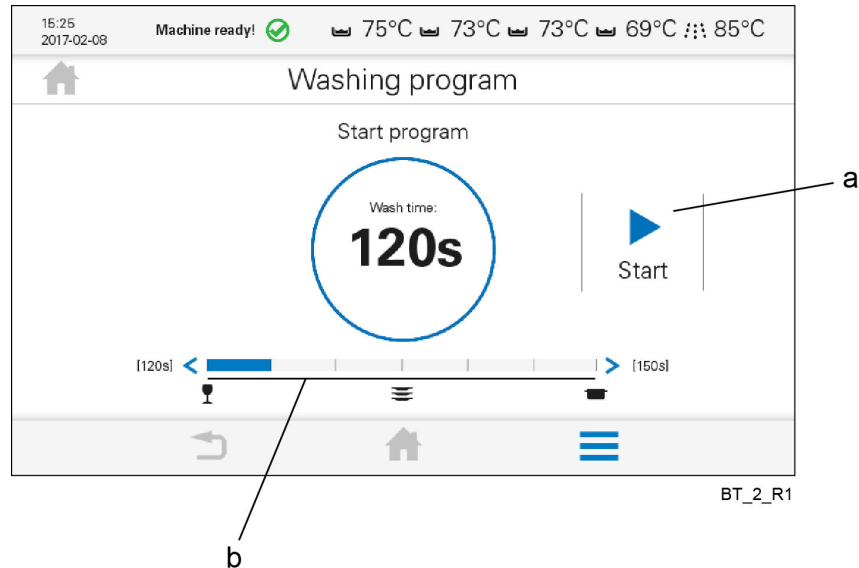 15:25
2017-02-08
Machine ready!
75°C 73°C 73°C 69°C 85°C
Washing program
Start program
Wash time:
120s
Start
a
[120s] [150s]
BT_2_R1
b